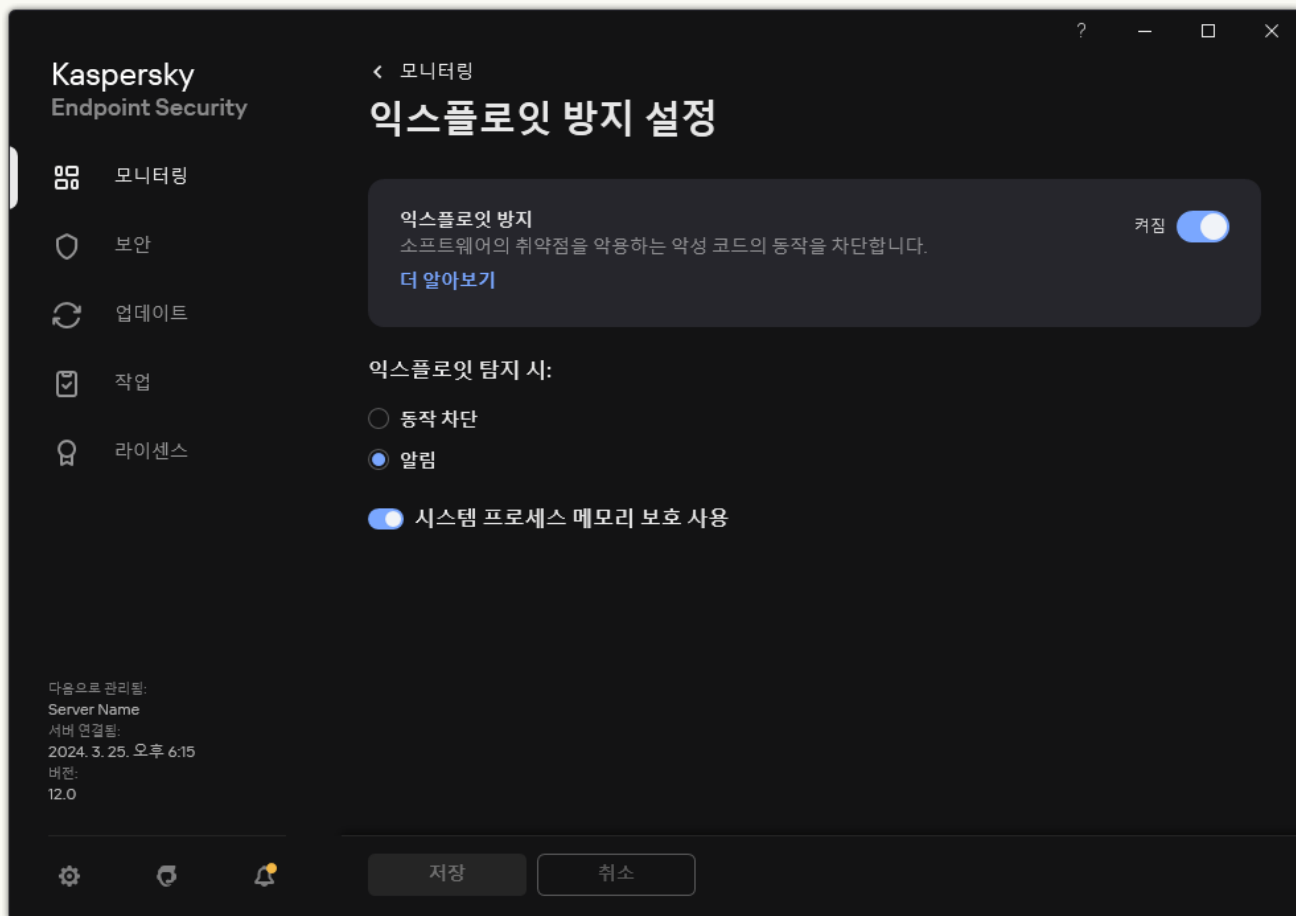 ?
Kaspersky
Endpoint Security
모니터링
보안
업데이트
작업
라이센스
다음으로 관리됨:
Server Name
서버 연결됨:
2024. 3. 25. 오후 6:15
버전:
12.0
모니터링
익스플로잇 방지 설정
익스플로잇 방지
소프트웨어의 취약점을 악용하는 악성 코드의 동작을 차단합니다.
더 알아보기
켜짐
익스플로잇 탐지 시:
동작 차단
알림
시스템 프로세스 메모리 보호 사용
저장
취소